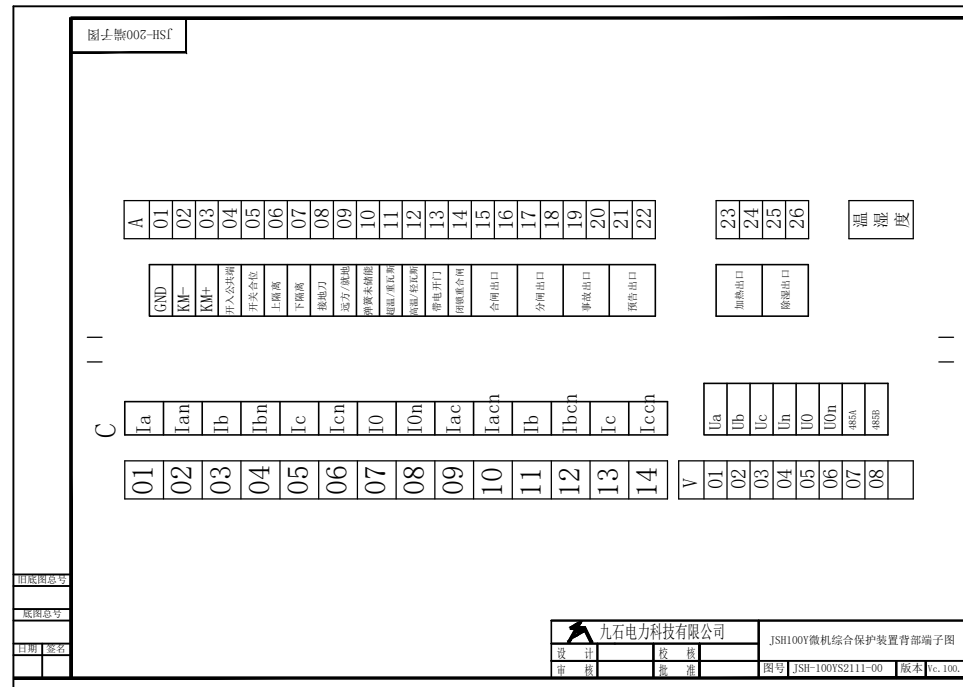 JSH-200端子图
A 01 02 03 04 05 06 07 08 09 10 11 12 13 14 15 16 17 18 19 20 21 22
23 24 25 26
温湿度
GND KM- KM+ 开入公共端 开关合位 上隔离 下隔离 接地刀 远方/就地 弹簧未储能 超温/重瓦斯 高温/轻瓦斯 带电开门 闭锁重合闸 合闸出口 分闸出口 事故出口 预告出口
加热出口 除湿出口
C
Ia Ian Ib Ibn Ic Icn I0 I0n Iac Iacn Ib Ibcn Ic Iccn
Ua Ub Uc Un U0 U0n 485A 485B
01 02 03 04 05 06 07 08 09 10 11 12 13 14
V 01 02 03 04 05 06 07 08
旧底图总号
底图总号
日期 签名
九石电力科技有限公司
设计 校核
审核 批准
JSH100Y微机综合保护装置背部端子图
图号 JSH-100YS2111-00 版本 Vc.100.